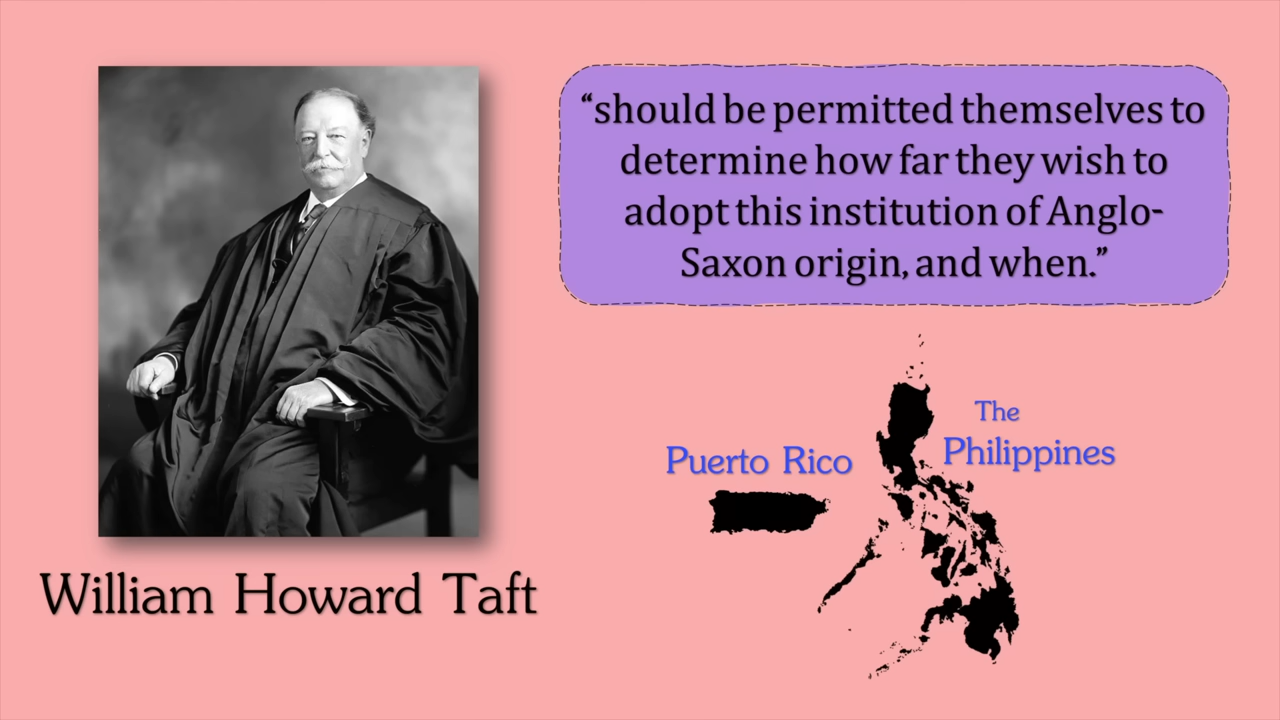 “should be permitted themselves to
determine how far they wish to
adopt this institution of Anglo-
Saxon origin, and when.”
The
Philippines
Puerto Rico
William Howard Taft